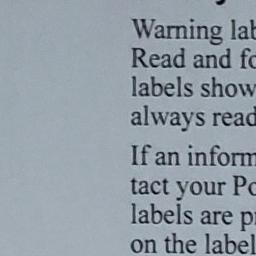 Warning lab
Read and fo
labels show
always read
If an inform
tact your Po
labels are pr
on the label